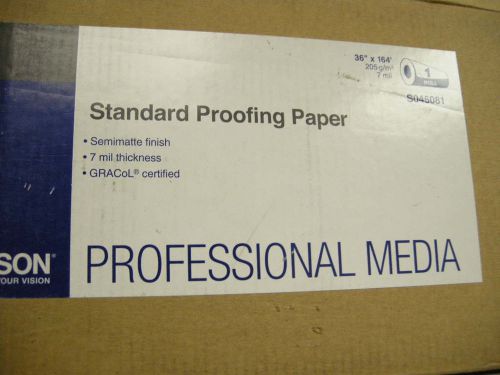 36" x 164'
205 g/m²
7 mil
1
S045081
Standard Proofing Paper
• Semimatte finish
• 7 mil thickness
• GRACoL® certified
SON®
YOUR VISION
PROFESSIONAL MEDIA